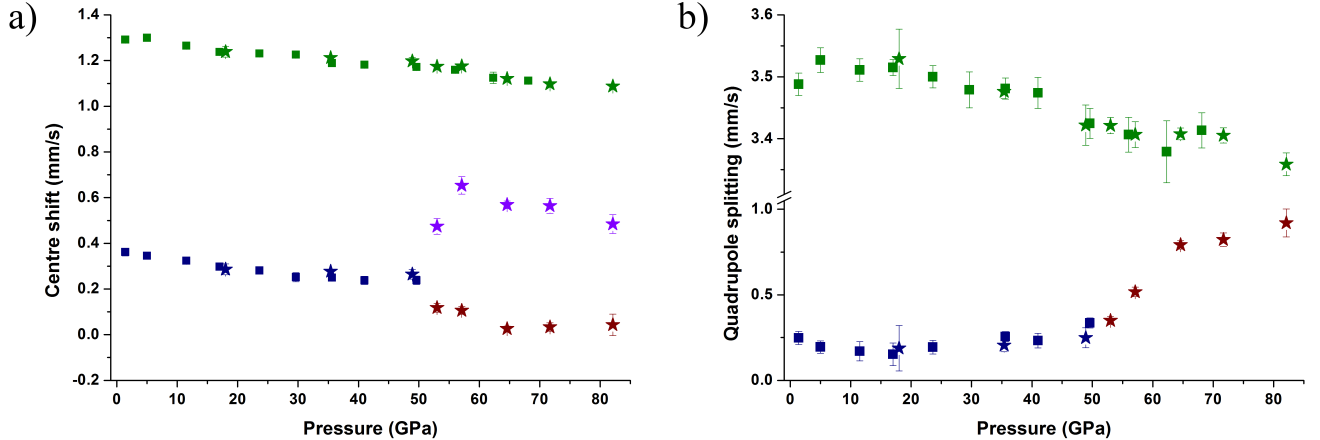 a)
Centre shift (mm/s)
1.4
1.2
1.0
0.8
0.6
0.4
0.2
0.0
-0.2
0 10 20 30 40 50 60 70 80
Pressure (GPa)
b)
Quadrupole splitting (mm/s)
3.6
3.5
3.4
1.0
0.5
0.0
0 10 20 30 40 50 60 70 80
Pressure (GPa)